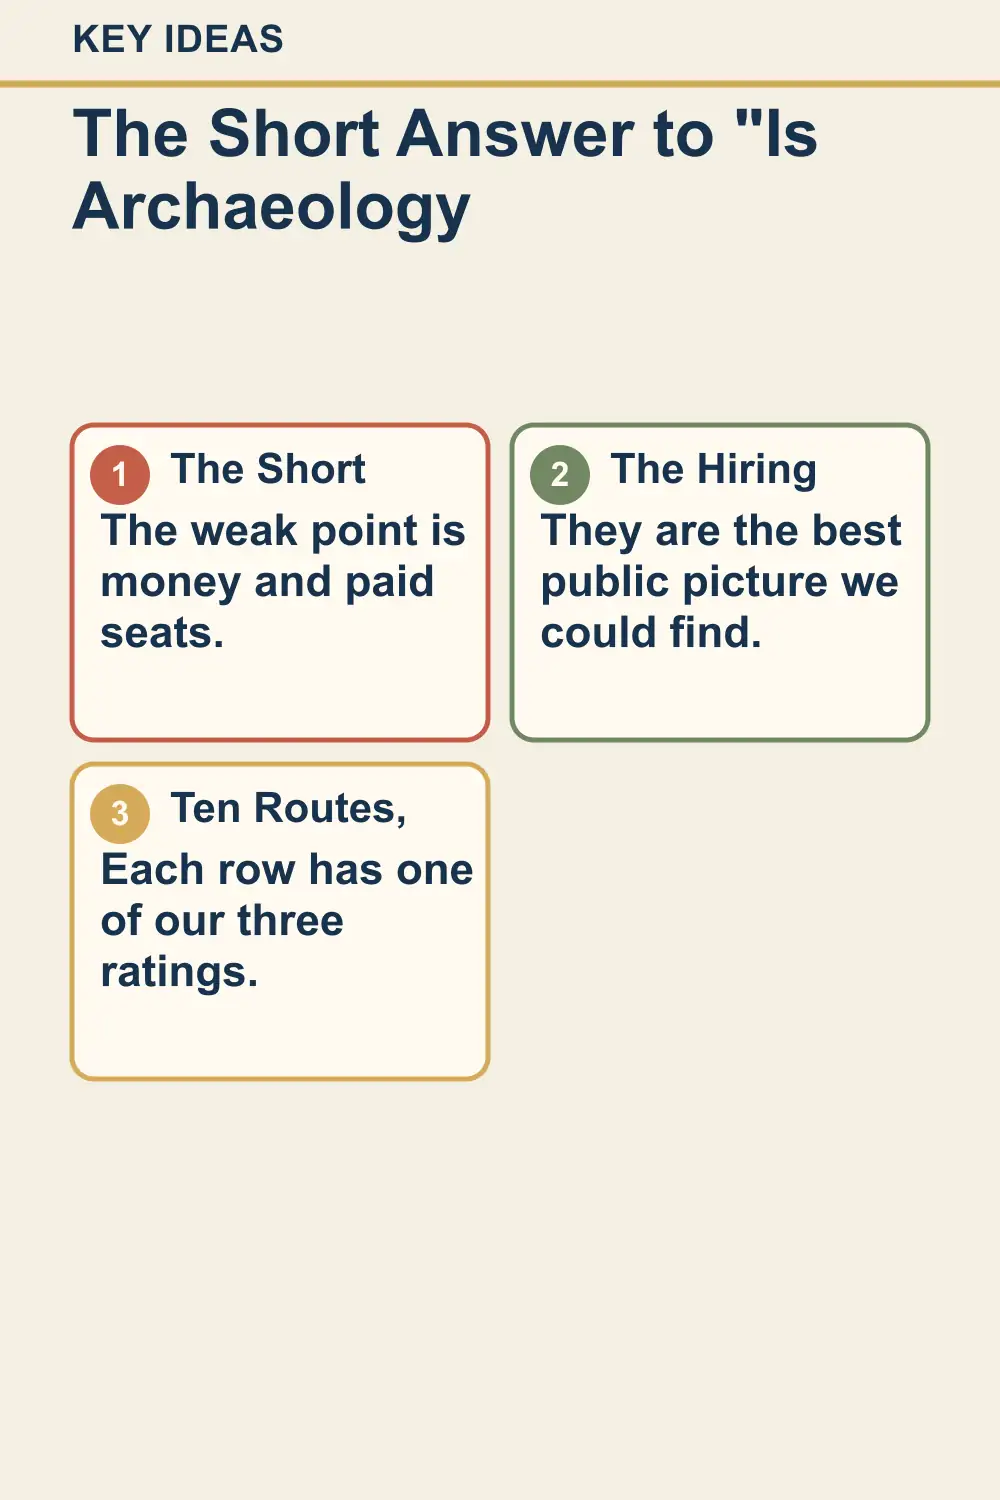 KEY IDEAS
The Short Answer to "Is
Archaeology
1
The Short
The weak point is
money and paid
seats.
2
The Hiring
They are the best
public picture we
could find.
3
Ten Routes,
Each row has one
of our three
ratings.